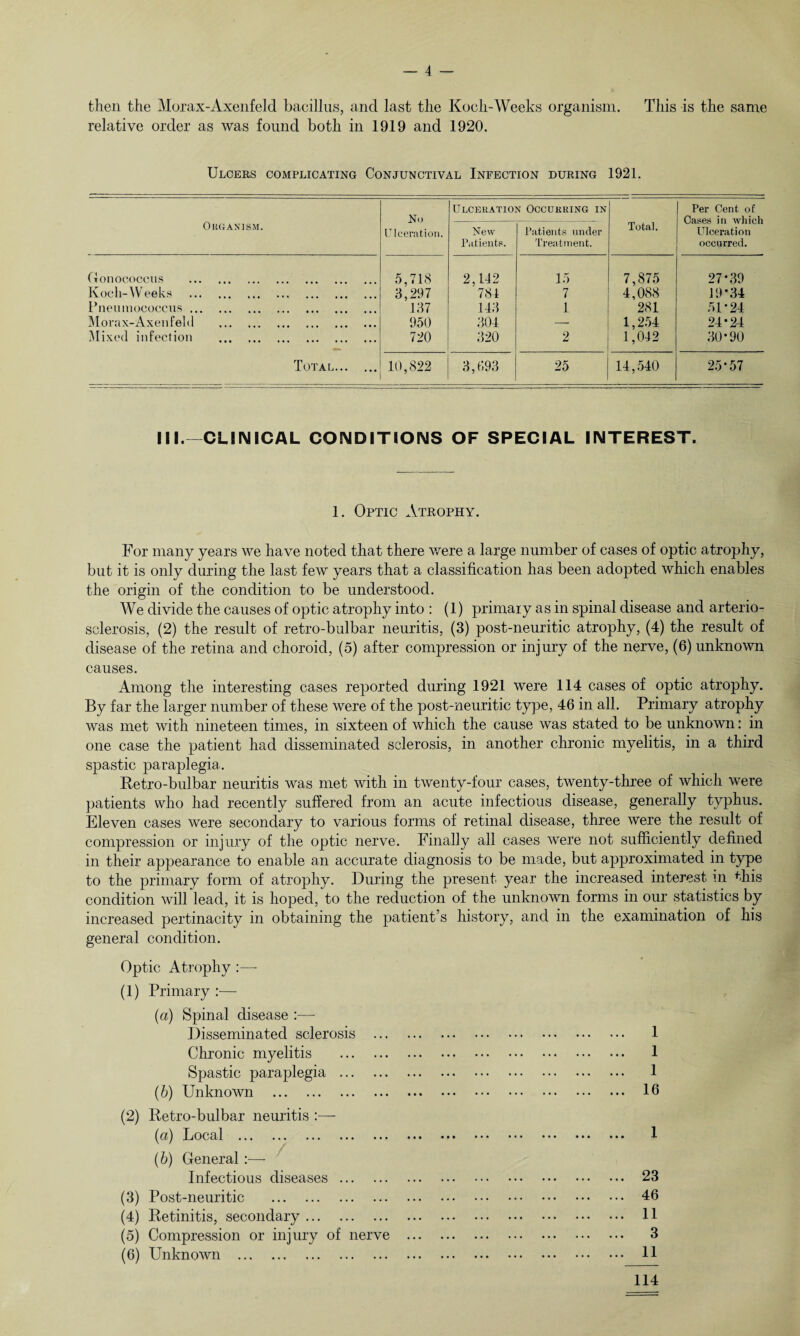 — 4 —
then the Morax-Axenfeld bacillus, and last the Koch-Weeks organism. This is the same
relative order as was found both in 1919 and 1920.
Ulcers complicating Conjunctival Infection during 1921.
Organism. | No Ulceration. | Ulceration Occurring in New Patients. | Ulceration Occurring in Patients under Treatment. | Total. | Per Cent of Cases in which Ulceration occurred.
Gonococcus ... ... ... ... ... ... ... | 5,718 | 2,142 | 15 | 7,875 | 27·39
Koch-Weeks ... ... ... ... ... ... ... | 3,297 | 784 | 7 | 4,088 | 19·34
Pneumococcus ... ... ... ... ... ... ... | 137 | 143 | 1 | 281 | 51·24
Morax-Axenfeld ... ... ... ... ... ... | 950 | 304 | — | 1,254 | 24·24
Mixed infection ... ... ... ... ... ... | 720 | 320 | 2 | 1,042 | 30·90
Total... ... | 10,822 | 3,693 | 25 | 14,540 | 25·57
III.—CLINICAL CONDITIONS OF SPECIAL INTEREST.
1. Optic Atrophy.
For many years we have noted that there were a large number of cases of optic atrophy,
but it is only during the last few years that a classification has been adopted which enables
the origin of the condition to be understood.
We divide the causes of optic atrophy into : (1) primary as in spinal disease and arterio-
sclerosis, (2) the result of retro-bulbar neuritis, (3) post-neuritic atrophy, (4) the result of
disease of the retina and choroid, (5) after compression or injury of the nerve, (6) unknown
causes.
Among the interesting cases reported during 1921 were 114 cases of optic atrophy.
By far the larger number of these were of the post-neuritic type, 46 in all. Primary atrophy
was met with nineteen times, in sixteen of which the cause was stated to be unknown: in
one case the patient had disseminated sclerosis, in another chronic myelitis, in a third
spastic paraplegia.
Retro-bulbar neuritis was met with in twenty-four cases, twenty-three of which were
patients who had recently suffered from an acute infectious disease, generally typhus.
Eleven cases were secondary to various forms of retinal disease, three were the result of
compression or injury of the optic nerve. Finally all cases were not sufficiently defined
in their appearance to enable an accurate diagnosis to be made, but approximated in type
to the primary form of atrophy. During the present year the increased interest in this
condition will lead, it is hoped, to the reduction of the unknown forms in our statistics by
increased pertinacity in obtaining the patient's history, and in the examination of his
general condition.
Optic Atrophy :—
(1) Primary :—
(a) Spinal disease :—
Disseminated sclerosis ... ... ... ... ... ... ... ... 1
Chronic myelitis ... ... ... ... ... ... ... ... ... 1
Spastic paraplegia ... ... ... ... ... ... ... ... ... 1
(b) Unknown ... ... ... ... ... ... ... ... ... ... ... 16
(2) Retro-bulbar neuritis :—
(a) Local ... ... ... ... ... ... ... ... ... ... ... ... 1
(b) General :—
Infectious diseases ... ... ... ... ... ... ... ... ... 23
(3) Post-neuritic ... ... ... ... ... ... ... ... ... ... ... 46
(4) Retinitis, secondary ... ... ... ... ... ... ... ... ... ... 11
(5) Compression or injury of nerve ... ... ... ... ... ... ... 3
(6) Unknown ... ... ... ... ... ... ... ... ... ... ... ... 11
114